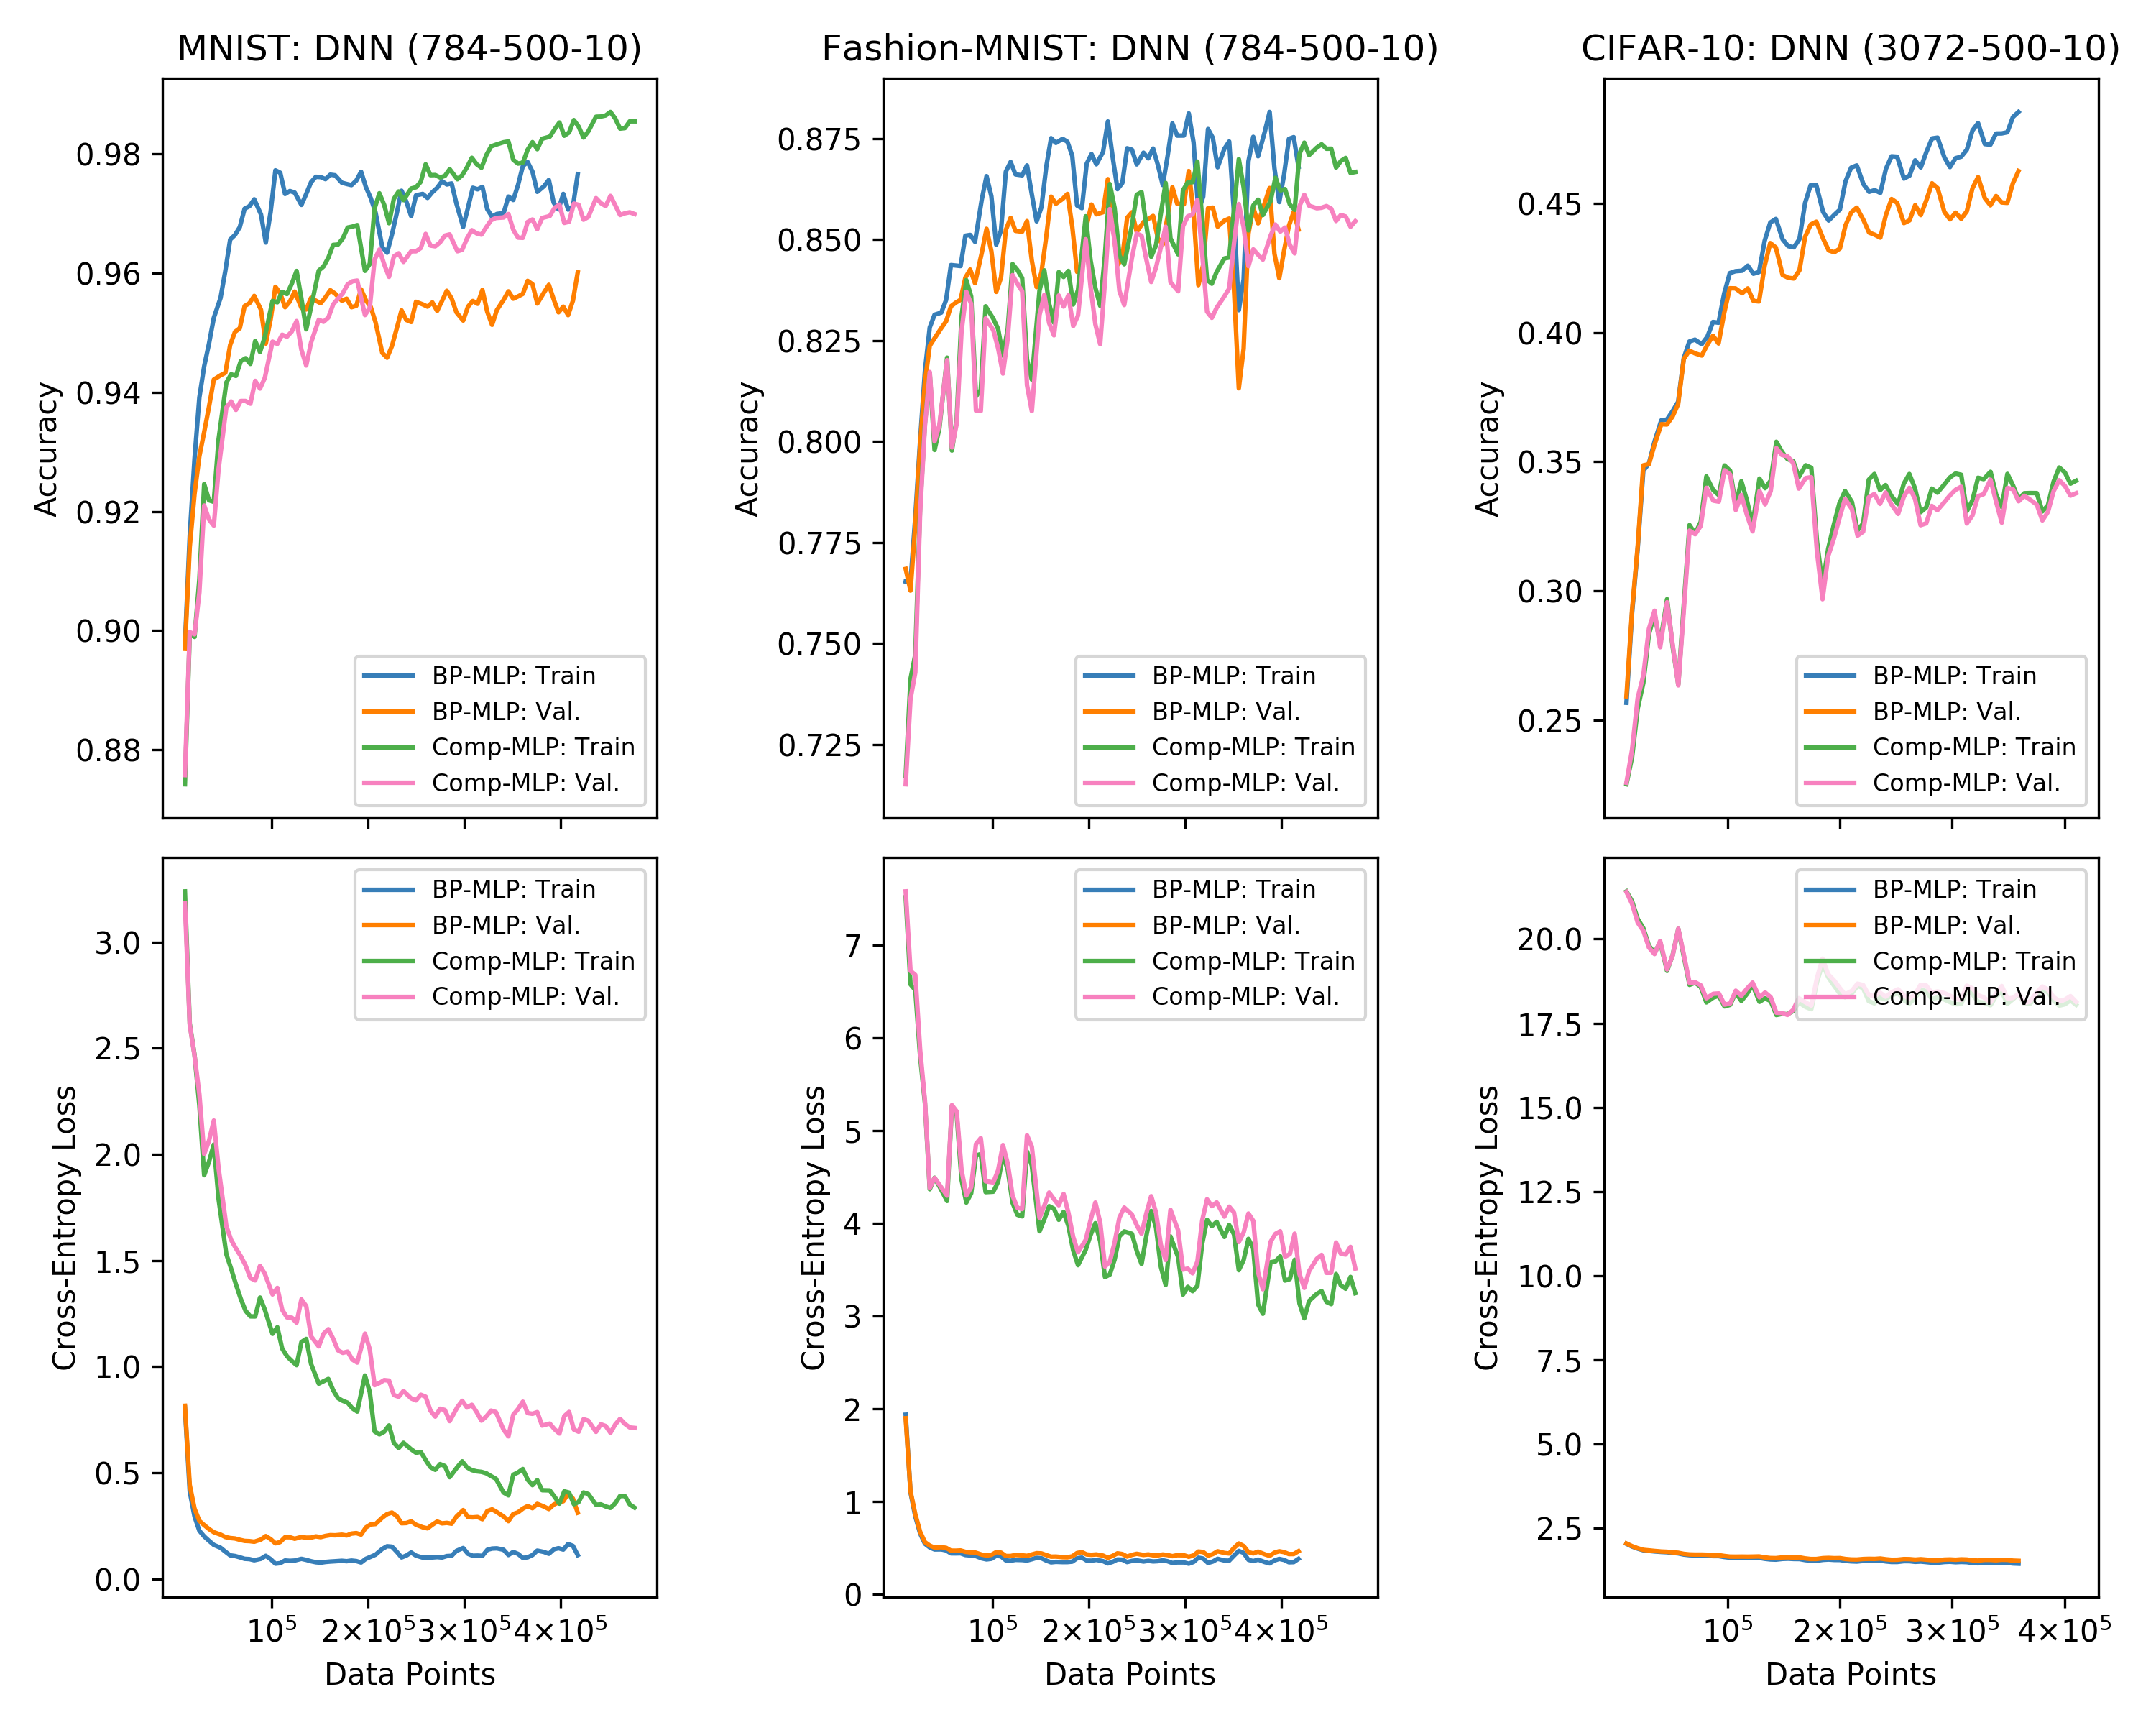 MNIST: DNN (784-500-10)
Accuracy
0.98
0.96
0.94
0.92
0.90
0.88
BP-MLP: Train
BP-MLP: Val.
Comp-MLP: Train
Comp-MLP: Val.
Fashion-MNIST: DNN (784-500-10)
Accuracy
0.875
0.850
0.825
0.800
0.775
0.750
0.725
BP-MLP: Train
BP-MLP: Val.
Comp-MLP: Train
Comp-MLP: Val.
CIFAR-10: DNN (3072-500-10)
Accuracy
0.45
0.40
0.35
0.30
0.25
BP-MLP: Train
BP-MLP: Val.
Comp-MLP: Train
Comp-MLP: Val.
Cross-Entropy Loss
3.0
2.5
2.0
1.5
1.0
0.5
0.0
BP-MLP: Train
BP-MLP: Val.
Comp-MLP: Train
Comp-MLP: Val.
10⁵ 2×10⁵ 3×10⁵ 4×10⁵
Data Points
Cross-Entropy Loss
7
6
5
4
3
2
1
0
BP-MLP: Train
BP-MLP: Val.
Comp-MLP: Train
Comp-MLP: Val.
10⁵ 2×10⁵ 3×10⁵ 4×10⁵
Data Points
Cross-Entropy Loss
20.0
17.5
15.0
12.5
10.0
7.5
5.0
2.5
BP-MLP: Train
BP-MLP: Val.
Comp-MLP: Train
Comp-MLP: Val.
10⁵ 2×10⁵ 3×10⁵ 4×10⁵
Data Points